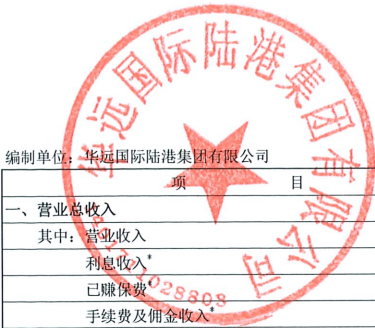 华远国际陆港集团有限公司
编制单位：华远国际陆港集团有限公司
项 目
一、营业总收入
其中：营业收入
利息收入*
已赚保费*
手续费及佣金收入*